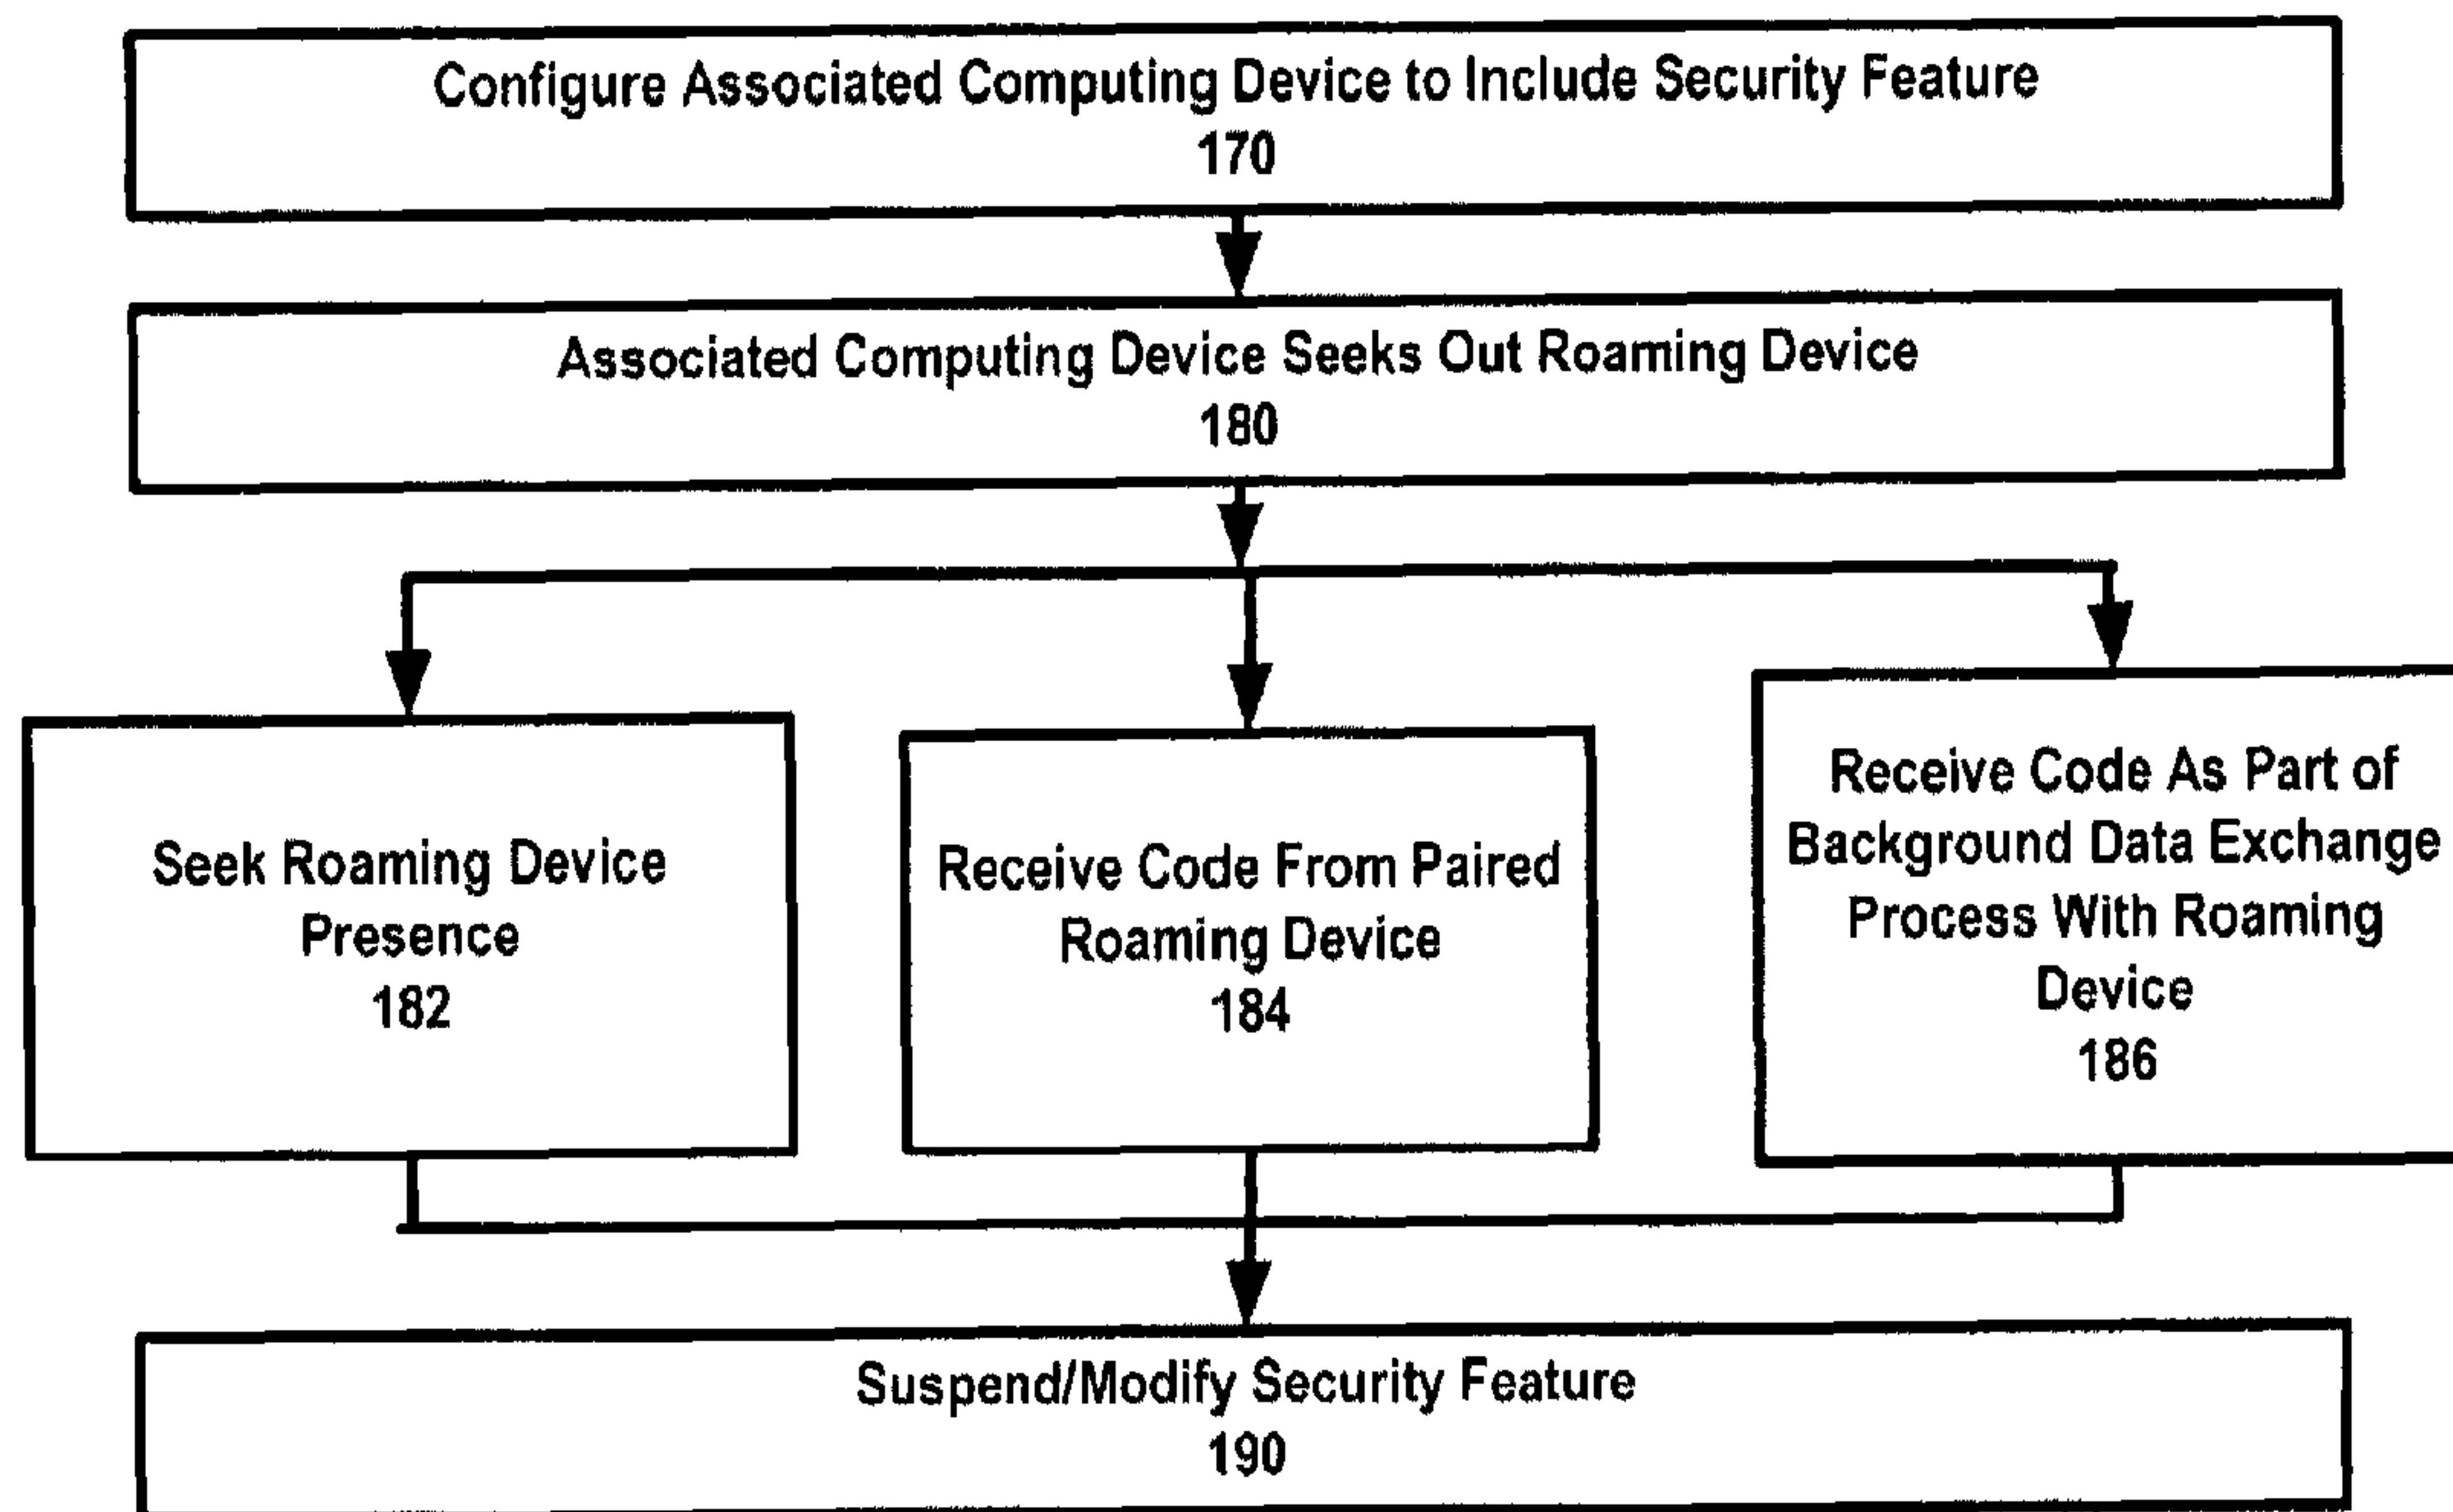 Configure Associated Computing Device to Include Security Feature
170
Associated Computing Device Seeks Out Roaming Device
180
Seek Roaming Device
Presence
182
Receive Code From Paired
Roaming Device
184
Receive Code As Part of
Background Data Exchange
Process With Roaming
Device
186
Suspend/Modify Security Feature
190